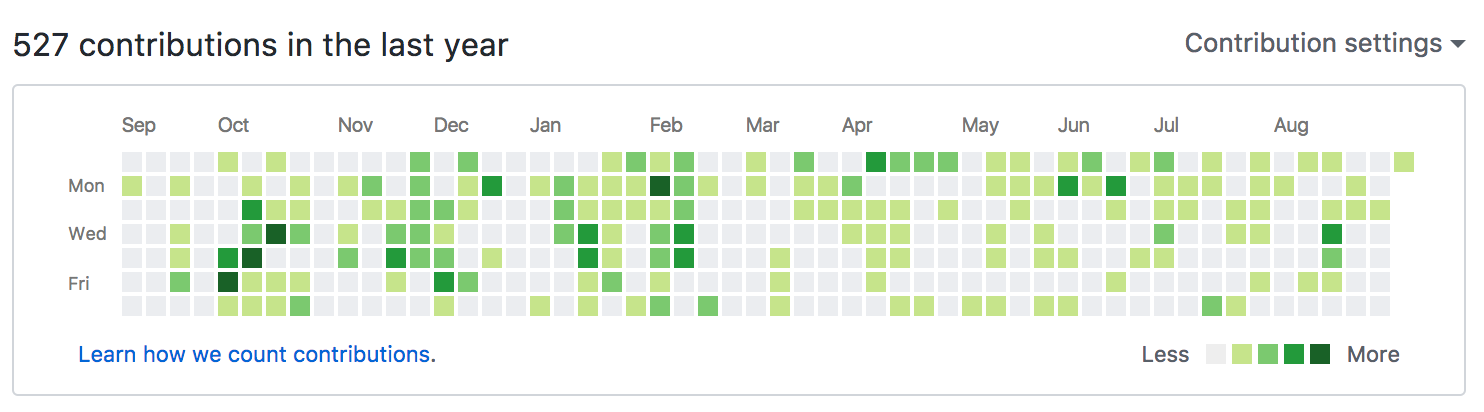 527 contributions in the last year
Contribution settings
Sep Oct Nov Dec Jan Feb Mar Apr May Jun Jul Aug
Mon
Wed
Fri
Learn how we count contributions.
Less More